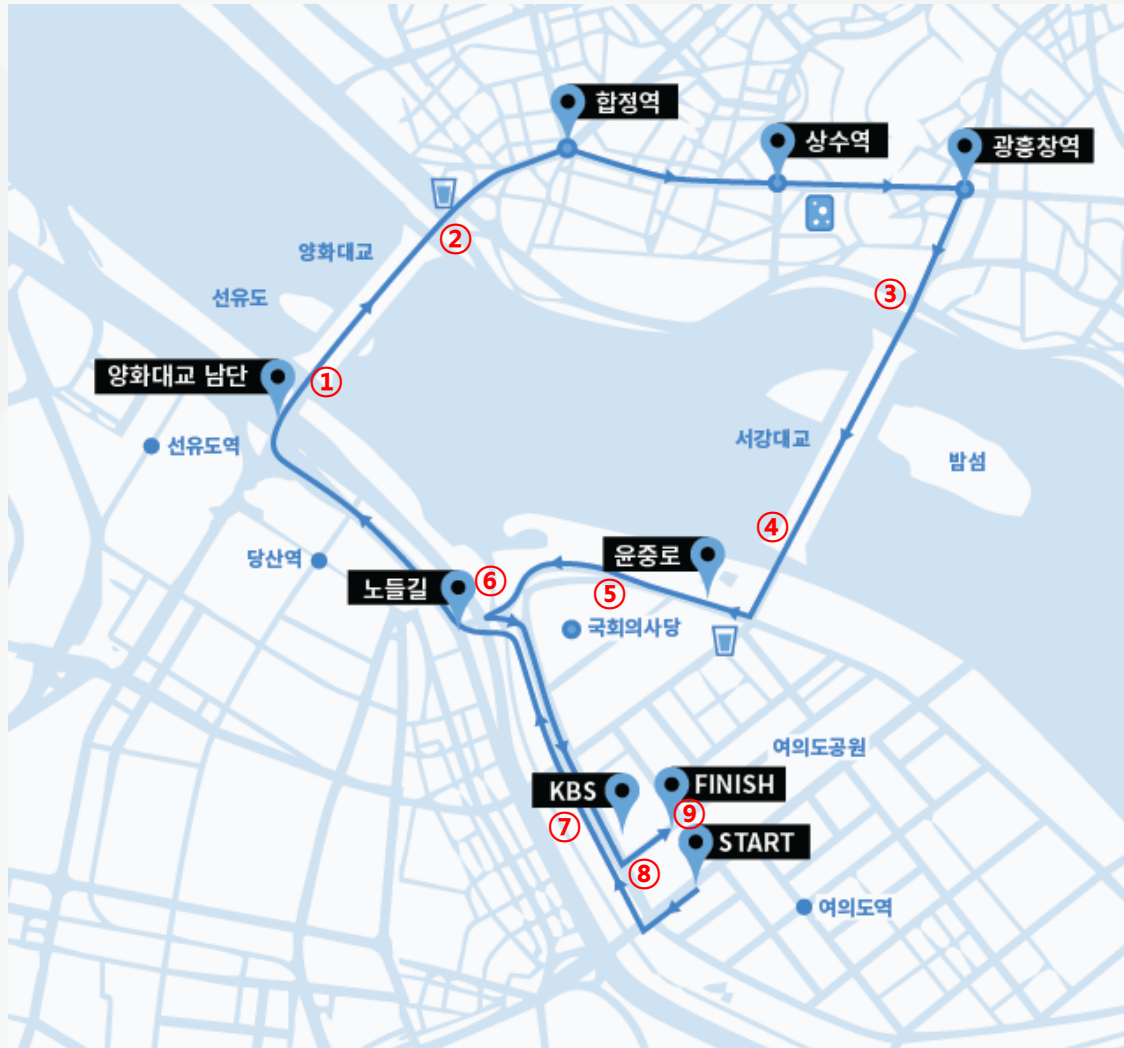 합정역
상수역
광흥창역
②
양화대교
③
선유도
양화대교 남단
①
선유도역
서강대교
밤섬
④
당산역
윤중로
노들길
⑥
⑤
국회의사당
여의도공원
KBS
FINISH
⑦
⑨
START
⑧
여의도역